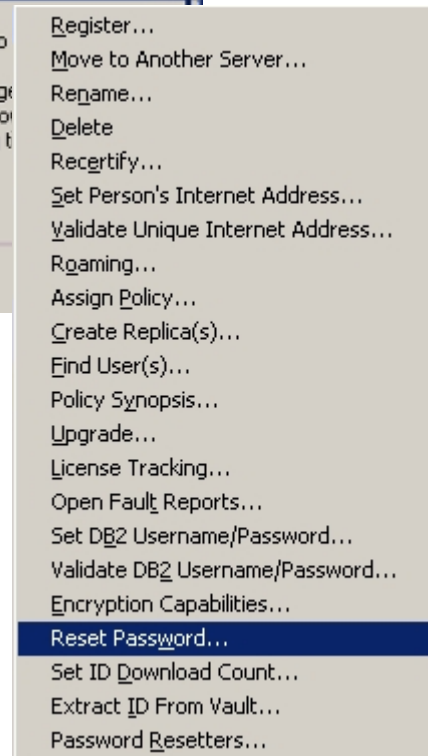 Register...
Move to Another Server...
Rename...
Delete
Recertify...
Set Person's Internet Address...
Validate Unique Internet Address...
Roaming...
Assign Policy...
Create Replica(s)...
Find User(s)...
Policy Synopsis...
Upgrade...
License Tracking...
Open Fault Reports...
Set DB2 Username/Password...
Validate DB2 Username/Password...
Encryption Capabilities...
Reset Password...
Set ID Download Count...
Extract ID From Vault...
Password Resetters...